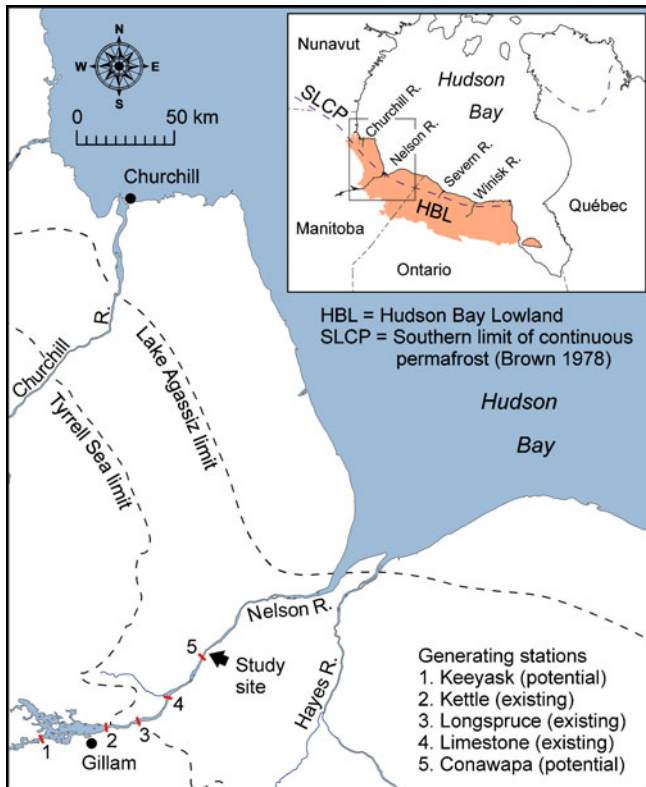 N
W E
S
0 50 km
Churchill
Churchill R.
Lake Agassiz limit
Tyrrell Sea limit
Nelson R.
Hayes R.
5
Study
site
4
3
2
1
Gillam
Nunavut
Hudson
Bay
SLCP
Churchill R.
Nelson R.
Severn R.
Winisk R.
HBL
Québec
Manitoba
Ontario
HBL = Hudson Bay Lowland
SLCP = Southern limit of continuous
permafrost (Brown 1978)
Hudson
Bay
Generating stations
1. Keeyask (potential)
2. Kettle (existing)
3. Longspruce (existing)
4. Limestone (existing)
5. Conawapa (potential)